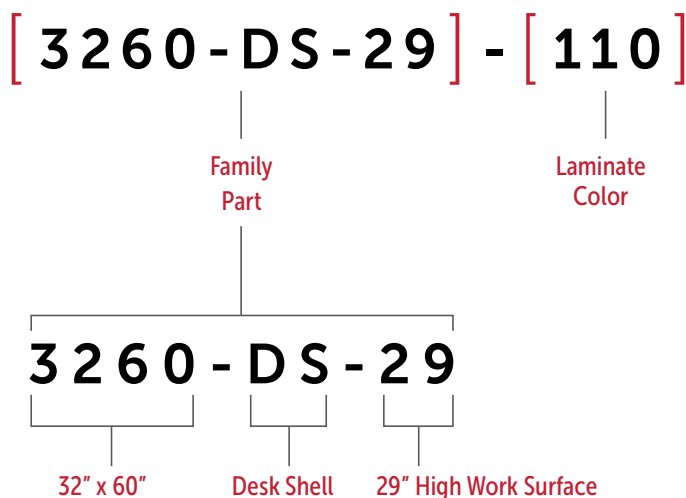 [3260-DS-29] - [110]
Family
Part
Laminate
Color
3260-DS-29
32” x 60”
Desk Shell
29” High Work Surface